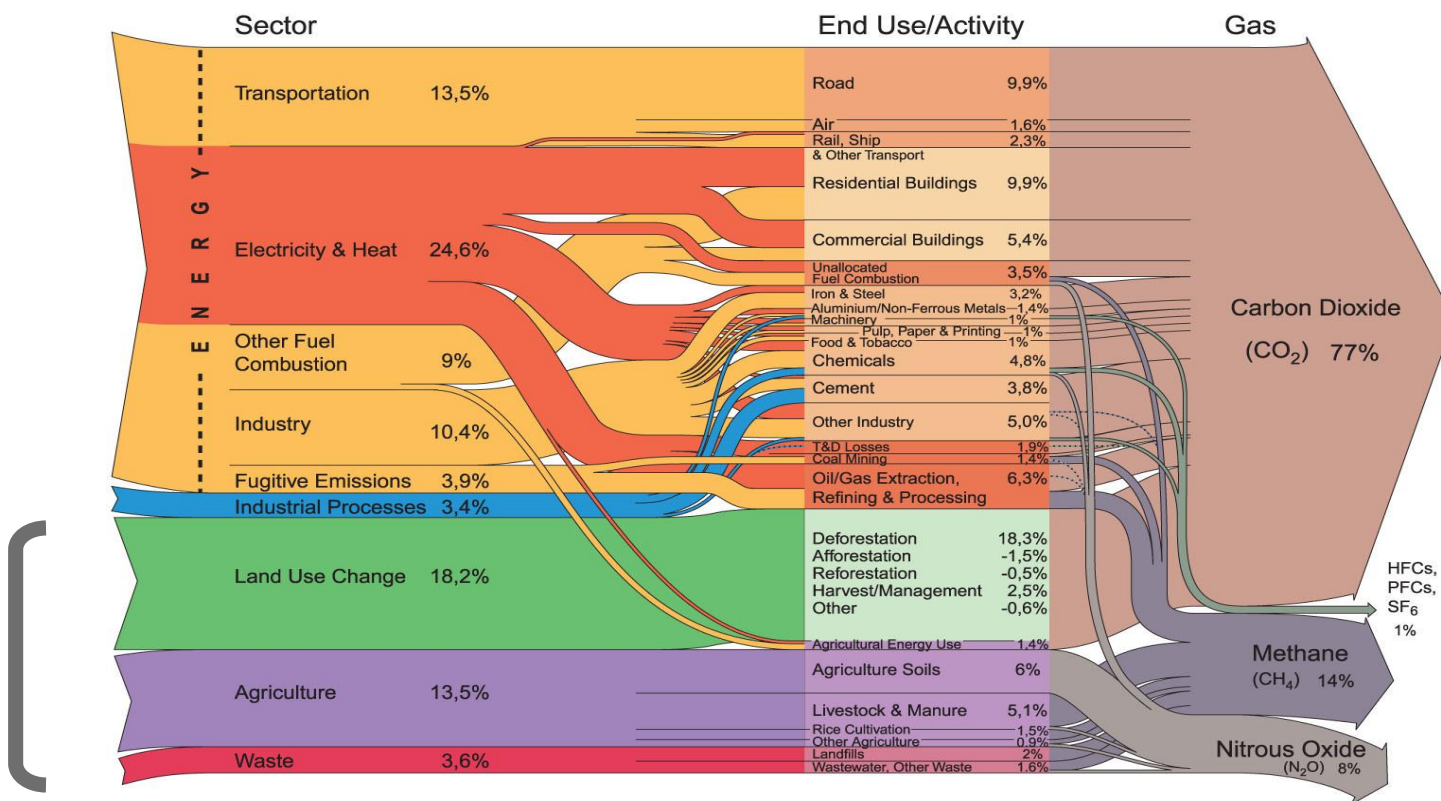 Sector
End Use/Activity
Gas
ENERGY
Transportation 13,5%
Electricity & Heat 24,6%
Other Fuel
Combustion 9%
Industry 10,4%
Fugitive Emissions 3,9%
Industrial Processes 3,4%
Land Use Change 18,2%
Agriculture 13,5%
Waste 3,6%
Road 9,9%
Air 1,6%
Rail, Ship 2,3%
& Other Transport
Residential Buildings 9,9%
Commercial Buildings 5,4%
Unallocated
Fuel Combustion 3,5%
Iron & Steel 3,2%
Aluminium/Non-Ferrous Metals 1,4%
Machinery 1%
Pulp, Paper & Printing 1%
Food & Tobacco 1%
Chemicals 4,8%
Cement 3,8%
Other Industry 5,0%
T&D Losses 1,9%
Coal Mining 1,4%
Oil/Gas Extraction, 6,3%
Refining & Processing
Deforestation 18,3%
Afforestation -1,5%
Reforestation -0,5%
Harvest/Management 2,5%
Other -0,6%
Agricultural Energy Use 1,4%
Agriculture Soils 6%
Livestock & Manure 5,1%
Rice Cultivation 1,5%
Other Agriculture 0,9%
Landfills 2%
Wastewater, Other Waste 1,6%
Carbon Dioxide
(CO₂) 77%
HFCs,
PFCs,
SF₆
1%
Methane
(CH₄) 14%
Nitrous Oxide
(N₂O) 8%